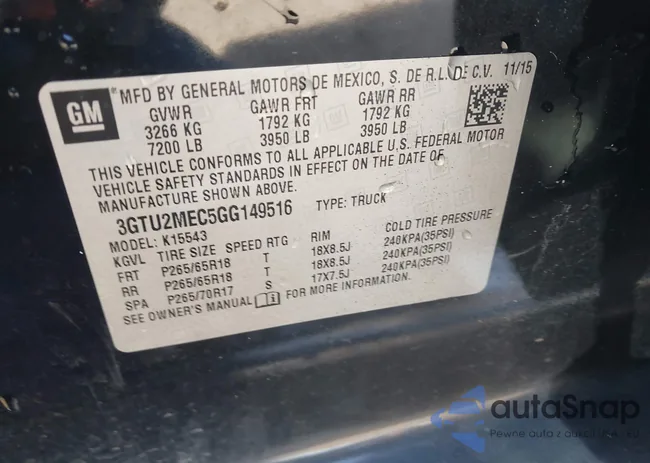 GM
MFD BY GENERAL MOTORS DE MEXICO, S. DE R.L. DE C.V. 11/15
GVWR GAWR FRT GAWR RR
3266 KG 1792 KG 1792 KG
7200 LB 3950 LB 3950 LB
THIS VEHICLE CONFORMS TO ALL APPLICABLE U.S. FEDERAL MOTOR
VEHICLE SAFETY STANDARDS IN EFFECT ON THE DATE OF
MANUFACTURE SHOWN ABOVE.
3GTU2MEC5GG149516 TYPE: TRUCK
MODEL: K15543
KGVL TIRE SIZE SPEED RTG RIM COLD TIRE PRESSURE
FRT P265/65R18 T 18X8.5J 240KPA(35PSI)
RR P265/65R18 T 18X8.5J 240KPA(35PSI)
SPA P265/70R17 S 17X7.5J 240KPA(35PSI)
SEE OWNER'S MANUAL FOR MORE INFORMATION.
autaSnap
Pewne auta z